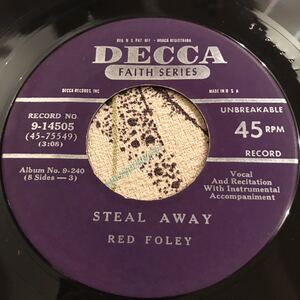 REG. U.S. PAT. OFF. · MARCA REGISTRADA
DECCA
FAITH SERIES
DECCA RECORDS, INC
MADE IN U S A
RECORD NO.
9-14505
(45-75549)
(3:08)
UNBREAKABLE
45 RPM
RECORD
Album No. 9-240
(8 Sides — 3)
Vocal
And Recitation
With Instrumental
Accompaniment
STEAL AWAY
RED FOLEY